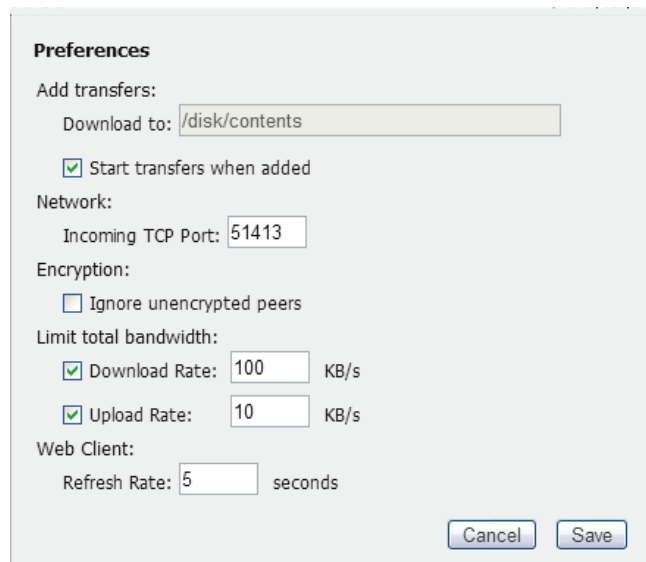 Preferences
Add transfers:
Download to: /disk/contents
Start transfers when added
Network:
Incoming TCP Port: 51413
Encryption:
Ignore unencrypted peers
Limit total bandwidth:
Download Rate: 100 KB/s
Upload Rate: 10 KB/s
Web Client:
Refresh Rate: 5 seconds
Cancel Save